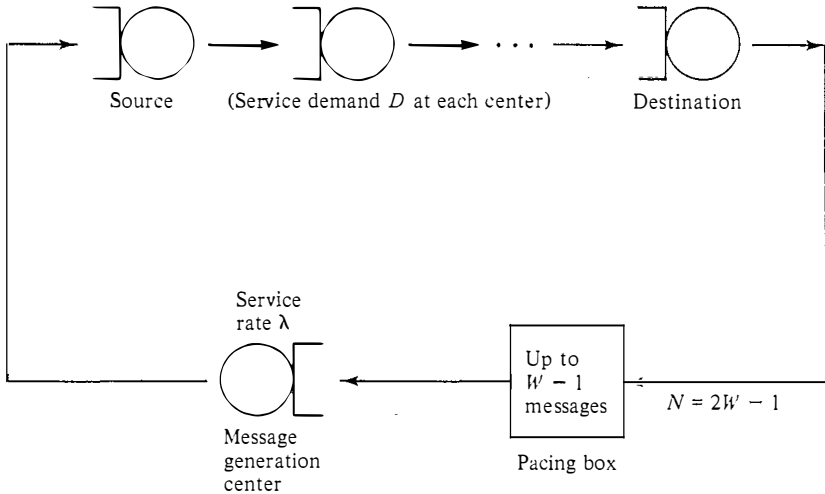 Source
(Service demand D at each center)
Destination
Service
rate λ
Message
generation
center
Up to
W − 1
messages
Pacing box
N = 2W − 1